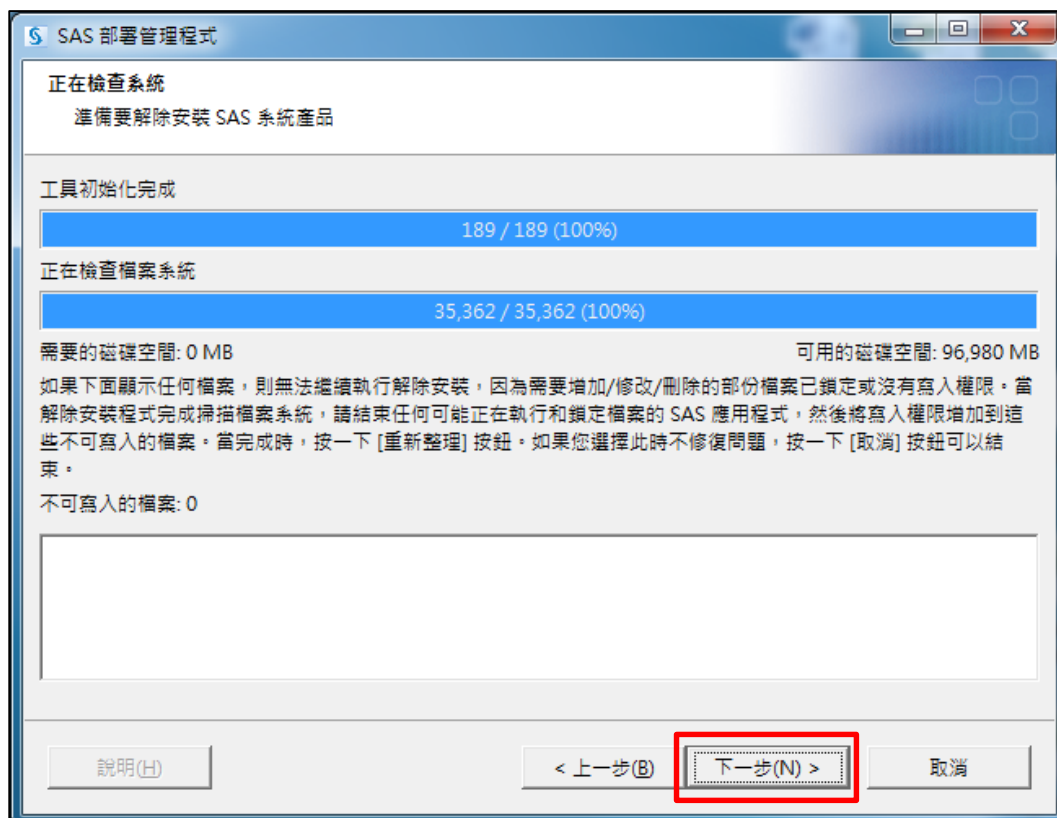 SAS 部署管理程式
正在檢查系統
準備要解除安裝 SAS 系統產品
工具初始化完成
189 / 189 (100%)
正在檢查檔案系統
35,362 / 35,362 (100%)
需要的磁碟空間: 0 MB 可用的磁碟空間: 96,980 MB
如果下面顯示任何檔案，則無法繼續執行解除安裝，因為需要增加/修改/刪除的部份檔案已鎖定或沒有寫入權限。當
解除安裝程式完成掃描檔案系統，請結束任何可能正在執行和鎖定檔案的 SAS 應用程式，然後將寫入權限增加到這
些不可寫入的檔案。當完成時，按一下 [重新整理] 按鈕。如果您選擇此時不修復問題，按一下 [取消] 按鈕可以結
束。
不可寫入的檔案: 0
說明(H) < 上一步(B) 下一步(N) > 取消